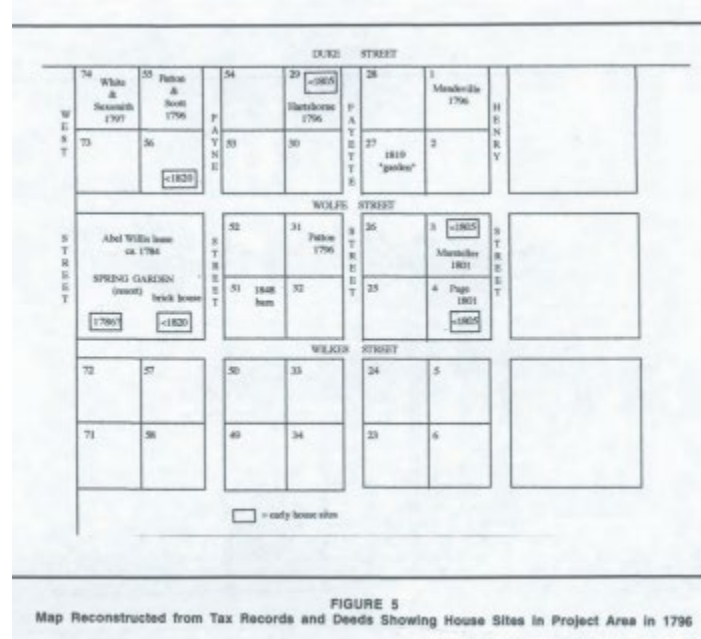 DUKE STREET
WEST STREET
PAYNE STREET
PAYETTE STREET
HENRY STREET
74 White & Sexsmith 1797
55 Patton & Scott 1796
54
29 <1805
Hartshorne 1796
28
1 Mandeville 1796
73
56 <1820
53
30
27 1819 "garden"
2
WOLFE STREET
Abel Willis lease
ca. 1784
SPRING GARDEN
(resort)
brick house
1786?
<1820
52
31 Patton 1796
26
3 <1805
Marsteller 1801
51 1848 barn
32
25
4 Page 1801
<1805
WILKES STREET
72
57
50
33
24
5
71
58
49
34
23
6
= early house sites
FIGURE 5
Map Reconstructed from Tax Records and Deeds Showing House Sites in Project Area in 1796